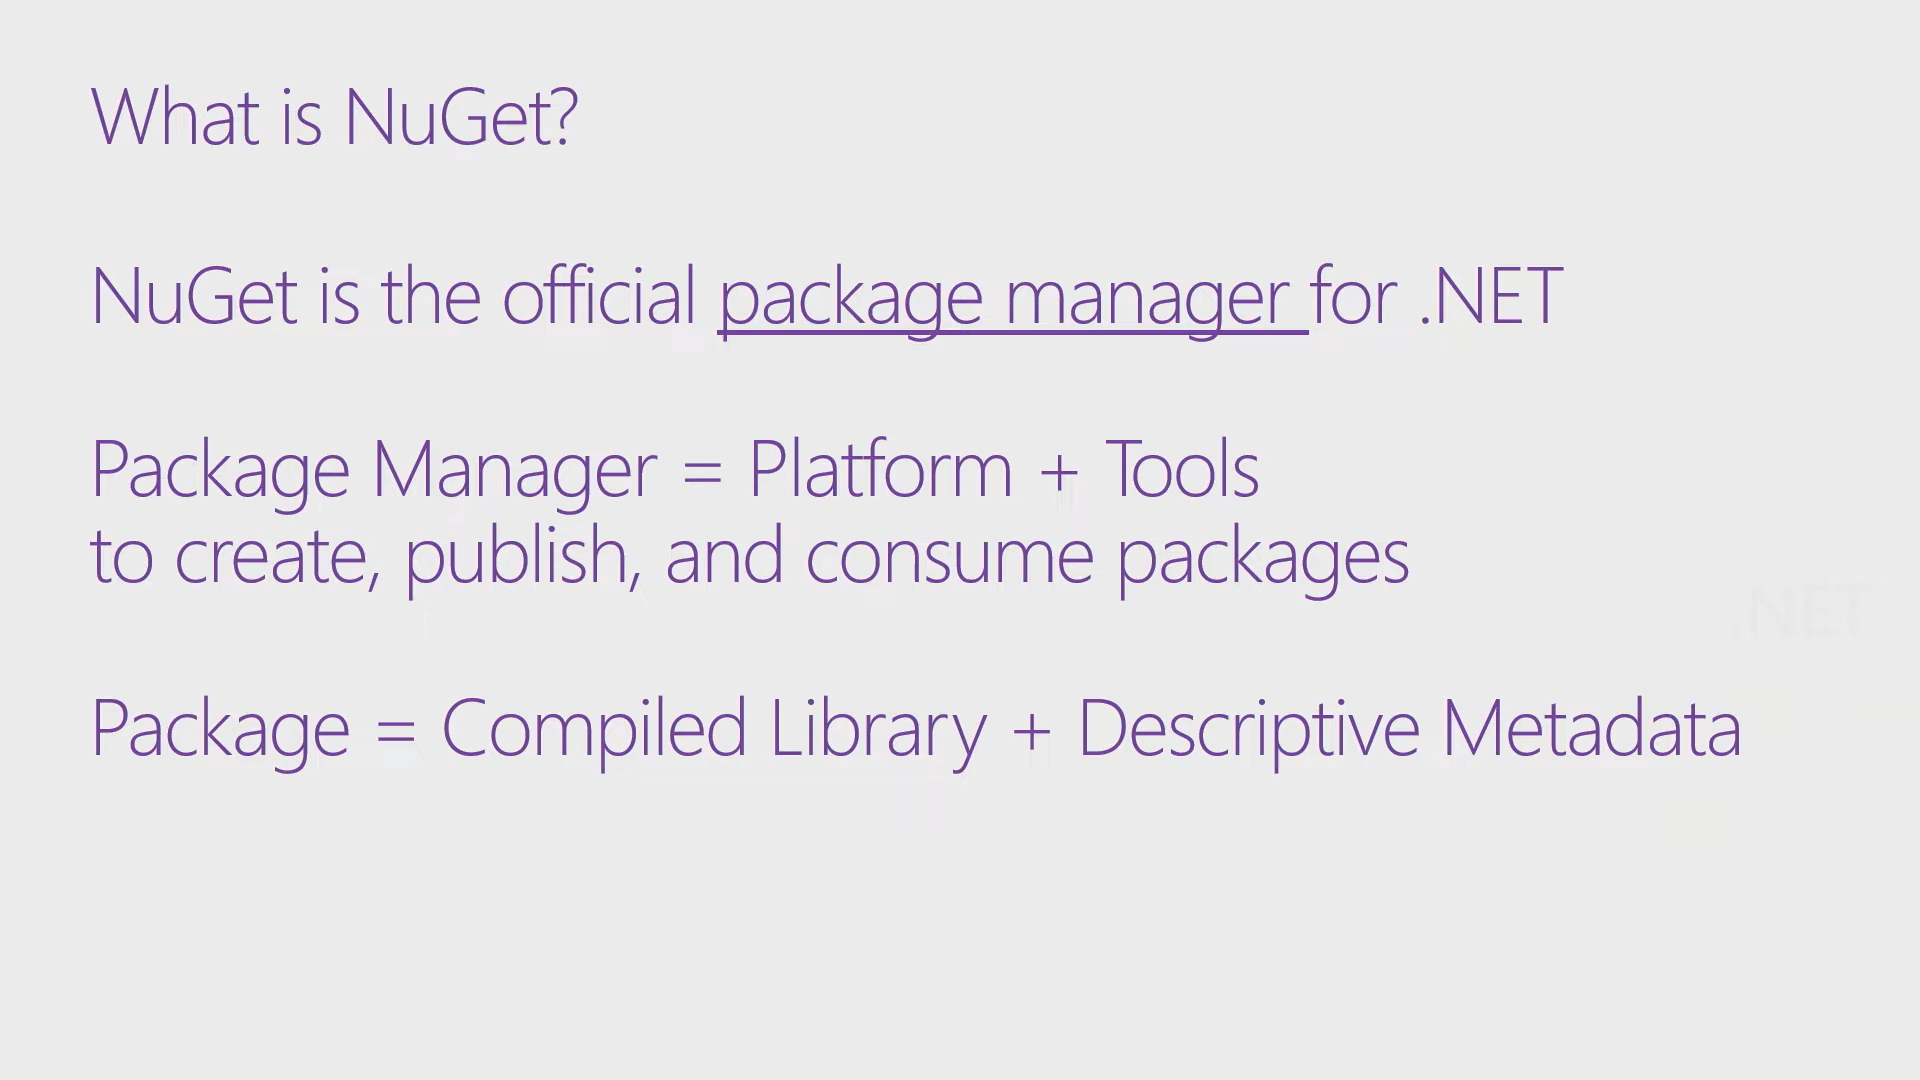 What is NuGet?
NuGet is the official package manager for .NET
Package Manager = Platform + Tools
to create, publish, and consume packages
.NET
Package = Compiled Library + Descriptive Metadata